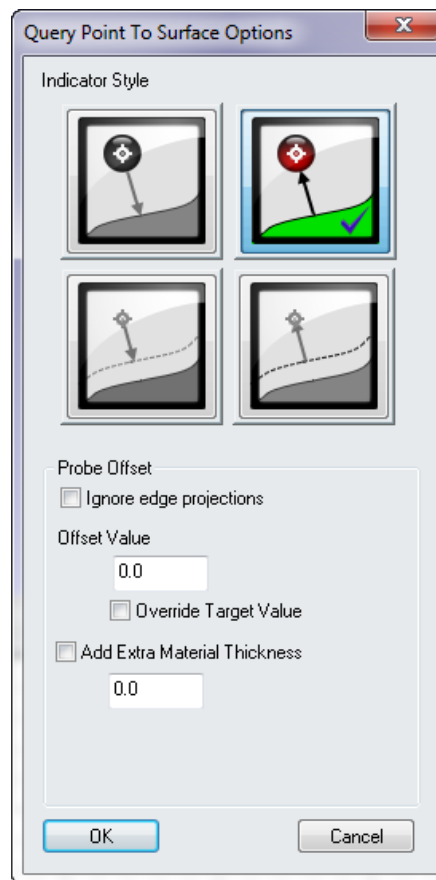 Query Point To Surface Options
Indicator Style
Probe Offset
Ignore edge projections
Offset Value
0.0
Override Target Value
Add Extra Material Thickness
0.0
OK Cancel